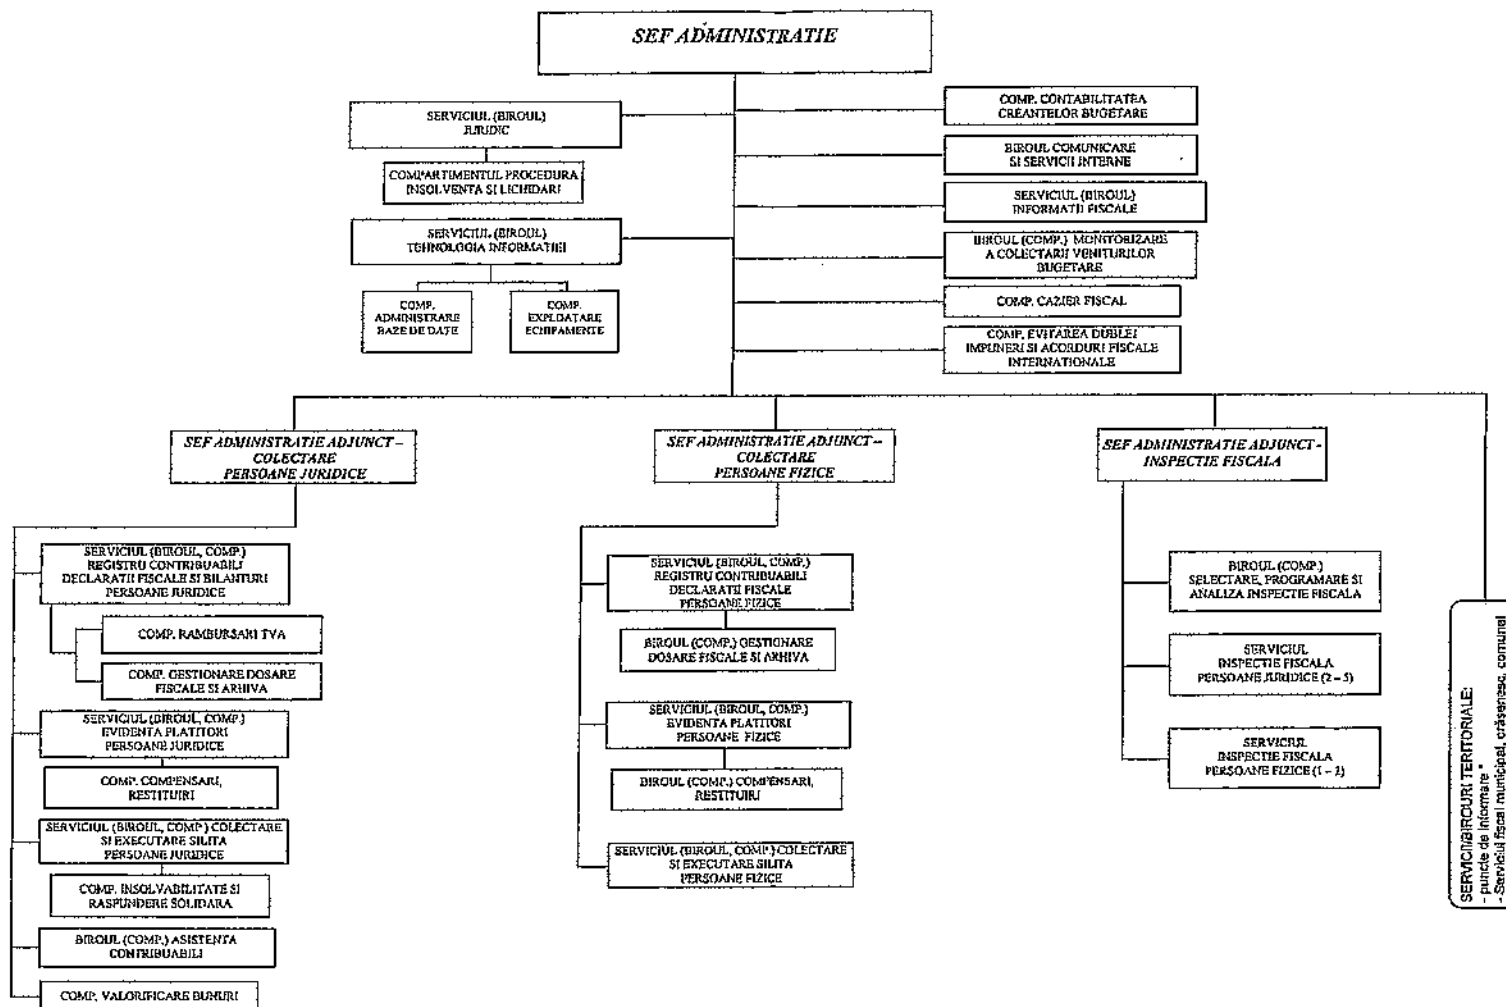 SEF ADMINISTRATIE
SERVICIUL (BIROUL)
JURIDIC
COMPARTIMENTUL PROCEDURA
INSOLVENTA SI LICHIDARI
SERVICIUL (BIROUL)
TEHNOLOGIA INFORMATIEI
COMP.
ADMINISTRARE
BAZE DE DATE
COMP.
EXPLOATARE
ECHIPAMENTE
COMP. CONTABILITATEA
CREANTELOR BUGETARE
BIROUL COMUNICARE
SI SERVICII INTERNE
SERVICIUL (BIROUL)
INFORMATII FISCALE
BIROUL (COMP.) MONITORIZARE
A COLECTARII VENITURILOR
BUGETARE
COMP. CAZIER FISCAL
COMP. EVITAREA DUBLEI
IMPUNERI SI ACORDURI FISCALE
INTERNATIONALE
SEF ADMINISTRATIE ADJUNCT –
COLECTARE
PERSOANE JURIDICE
SERVICIUL (BIROUL, COMP.)
REGISTRU CONTRIBUABILI
DECLARATII FISCALE SI BILANTURI
PERSOANE JURIDICE
COMP. RAMBURSARI TVA
COMP. GESTIONARE DOSARE
FISCALE SI ARHIVA
SERVICIUL (BIROUL, COMP.)
EVIDENTA PLATITORI
PERSOANE JURIDICE
COMP. COMPENSARI,
RESTITUIRI
SERVICIUL (BIROUL, COMP.) COLECTARE
SI EXECUTARE SILITA
PERSOANE JURIDICE
COMP. INSOLVABILITATE SI
RASPUNDERE SOLIDARA
BIROUL (COMP.) ASISTENTA
CONTRIBUABILI
COMP. VALORIFICARE BUNURI
SEF ADMINISTRATIE ADJUNCT –
COLECTARE
PERSOANE FIZICE
SERVICIUL (BIROUL, COMP.)
REGISTRU CONTRIBUABILI
DECLARATII FISCALE
PERSOANE FIZICE
BIROUL (COMP.) GESTIONARE
DOSARE FISCALE SI ARHIVA
SERVICIUL (BIROUL, COMP.)
EVIDENTA PLATITORI
PERSOANE FIZICE
BIROUL (COMP.) COMPENSARI,
RESTITUIRI
SERVICIUL (BIROUL, COMP.) COLECTARE
SI EXECUTARE SILITA
PERSOANE FIZICE
SEF ADMINISTRATIE ADJUNCT -
INSPECTIE FISCALA
BIROUL (COMP.)
SELECTARE, PROGRAMARE SI
ANALIZA INSPECTIE FISCALA
SERVICIUL
INSPECTIE FISCALA
PERSOANE JURIDICE (2 – 5)
SERVICIUL
INSPECTIE FISCALA
PERSOANE FIZICE (1 – 2)
SERVICII/BIROURI TERITORIALE:
- puncte de informare *
- Serviciul fiscal municipal, orăşenesc, comunal